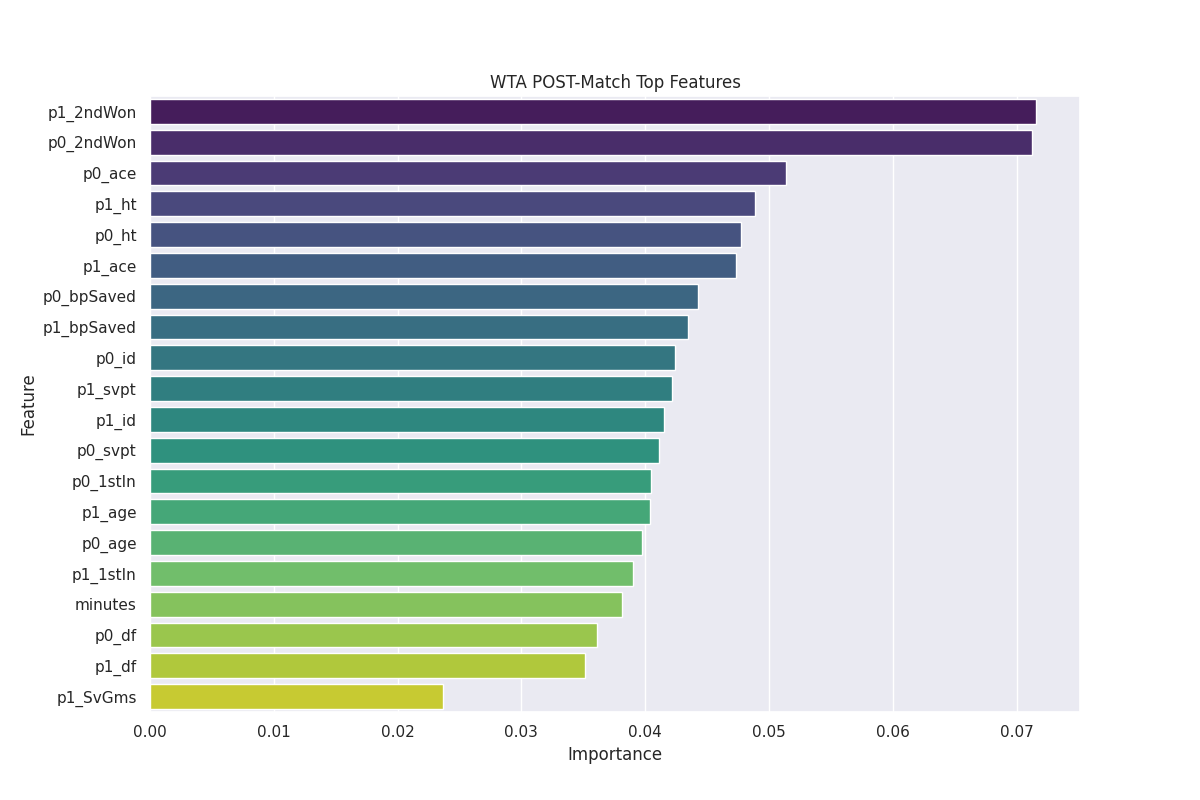 WTA POST-Match Top Features
p1_2ndWon
p0_2ndWon
p0_ace
p1_ht
p0_ht
p1_ace
p0_bpSaved
p1_bpSaved
p0_id
p1_svpt
p1_id
p0_svpt
p0_1stIn
p1_age
p0_age
p1_1stIn
minutes
p0_df
p1_df
p1_SvGms
Feature
0.00 0.01 0.02 0.03 0.04 0.05 0.06 0.07
Importance